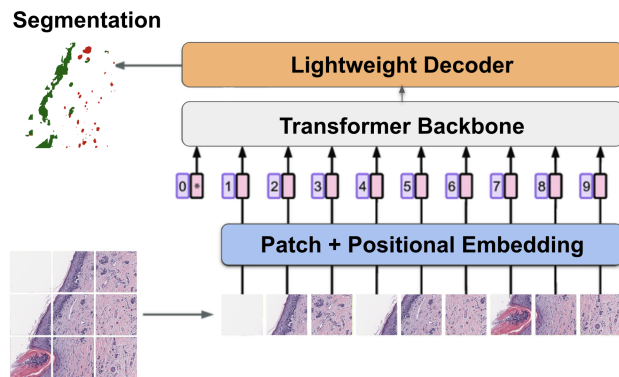 Segmentation
Lightweight Decoder
Transformer Backbone
0 * 1 2 3 4 5 6 7 8 9
Patch + Positional Embedding